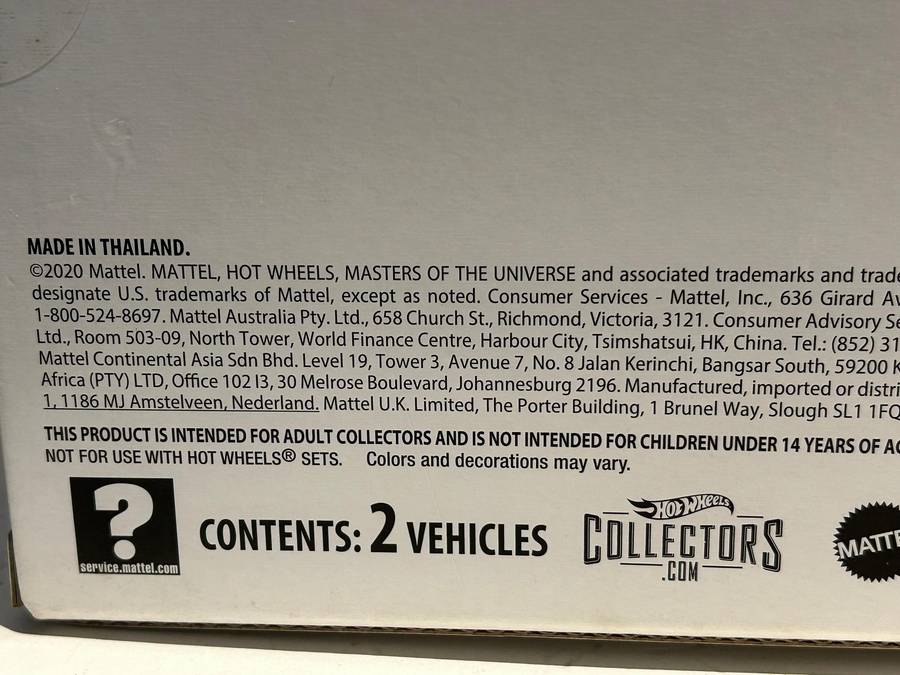 MADE IN THAILAND.
©2020 Mattel. MATTEL, HOT WHEELS, MASTERS OF THE UNIVERSE and associated trademarks and trade
designate U.S. trademarks of Mattel, except as noted. Consumer Services - Mattel, Inc., 636 Girard Av
1-800-524-8697. Mattel Australia Pty. Ltd., 658 Church St., Richmond, Victoria, 3121. Consumer Advisory Se
Ltd., Room 503-09, North Tower, World Finance Centre, Harbour City, Tsimshatsui, HK, China. Tel.: (852) 31
Mattel Continental Asia Sdn Bhd. Level 19, Tower 3, Avenue 7, No. 8 Jalan Kerinchi, Bangsar South, 59200 K
Africa (PTY) LTD, Office 102 I3, 30 Melrose Boulevard, Johannesburg 2196. Manufactured, imported or distri
1, 1186 MJ Amstelveen, Nederland. Mattel U.K. Limited, The Porter Building, 1 Brunel Way, Slough SL1 1FQ
THIS PRODUCT IS INTENDED FOR ADULT COLLECTORS AND IS NOT INTENDED FOR CHILDREN UNDER 14 YEARS OF AG
NOT FOR USE WITH HOT WHEELS® SETS. Colors and decorations may vary.
?
service.mattel.com
CONTENTS: 2 VEHICLES
HOT WHEELS
COLLECTORS
.COM
MATTE